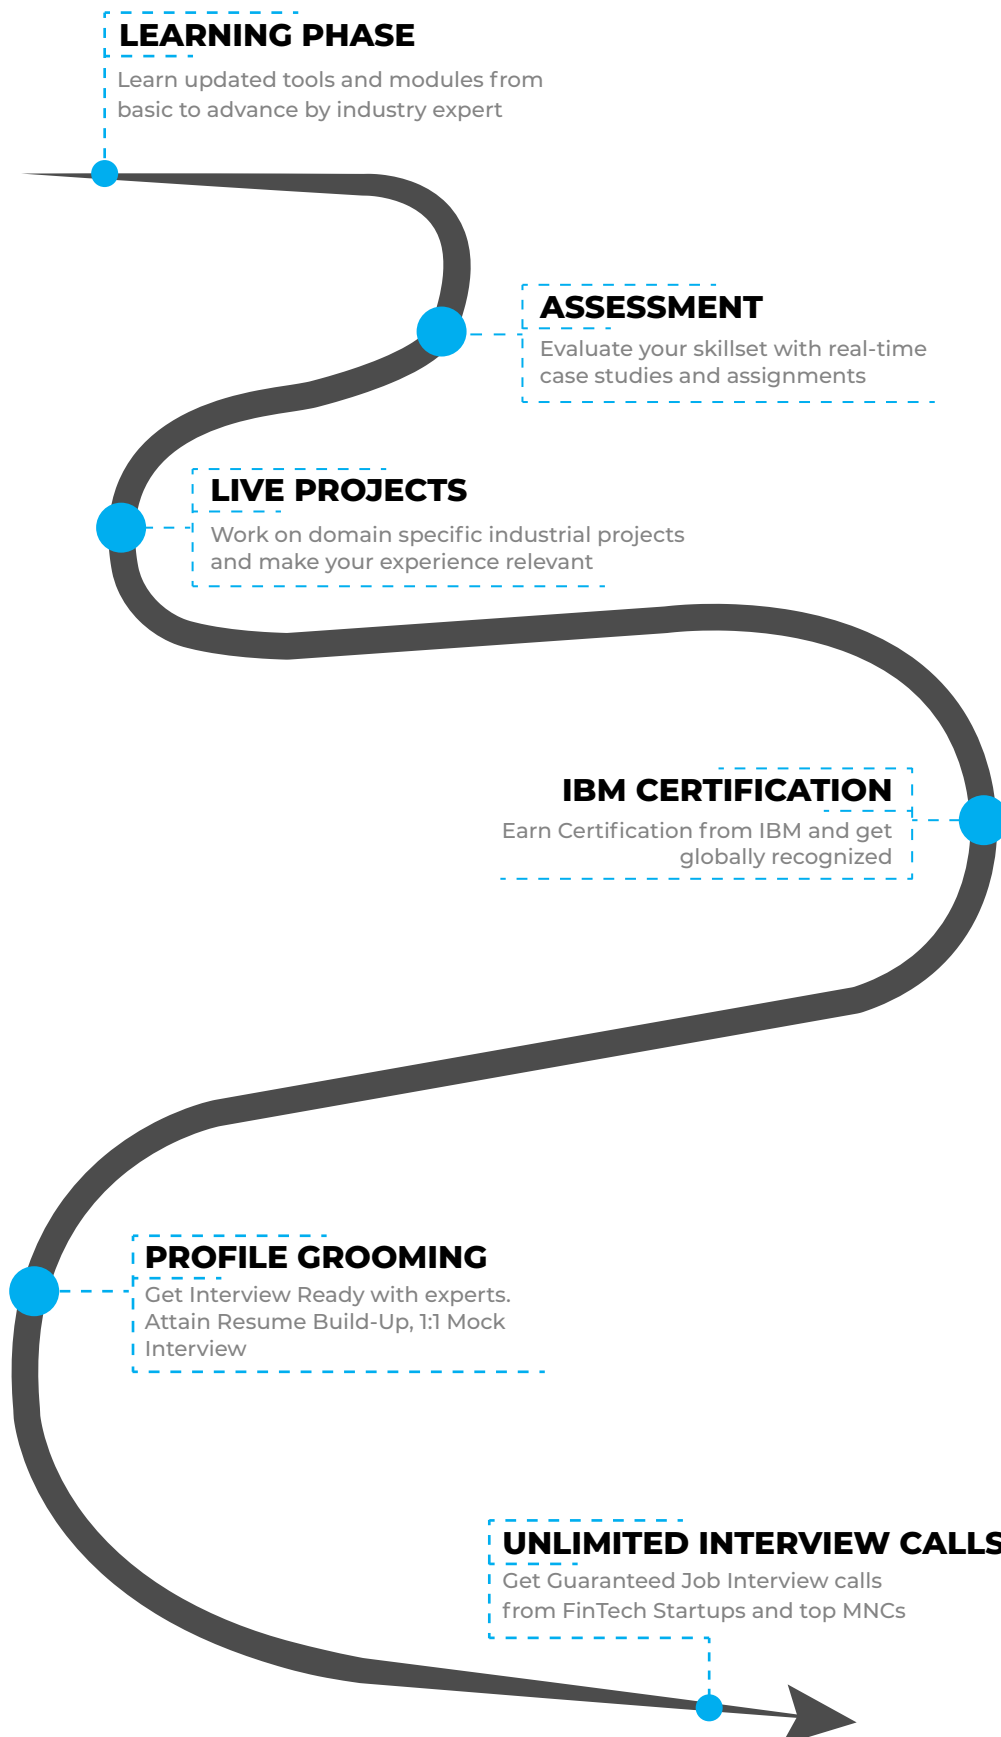 LEARNING PHASE
Learn updated tools and modules from
basic to advance by industry expert
ASSESSMENT
Evaluate your skillset with real-time
case studies and assignments
LIVE PROJECTS
Work on domain specific industrial projects
and make your experience relevant
IBM CERTIFICATION
Earn Certification from IBM and get
globally recognized
PROFILE GROOMING
Get Interview Ready with experts.
Attain Resume Build-Up, 1:1 Mock
Interview
UNLIMITED INTERVIEW CALLS
Get Guaranteed Job Interview calls
from FinTech Startups and top MNCs